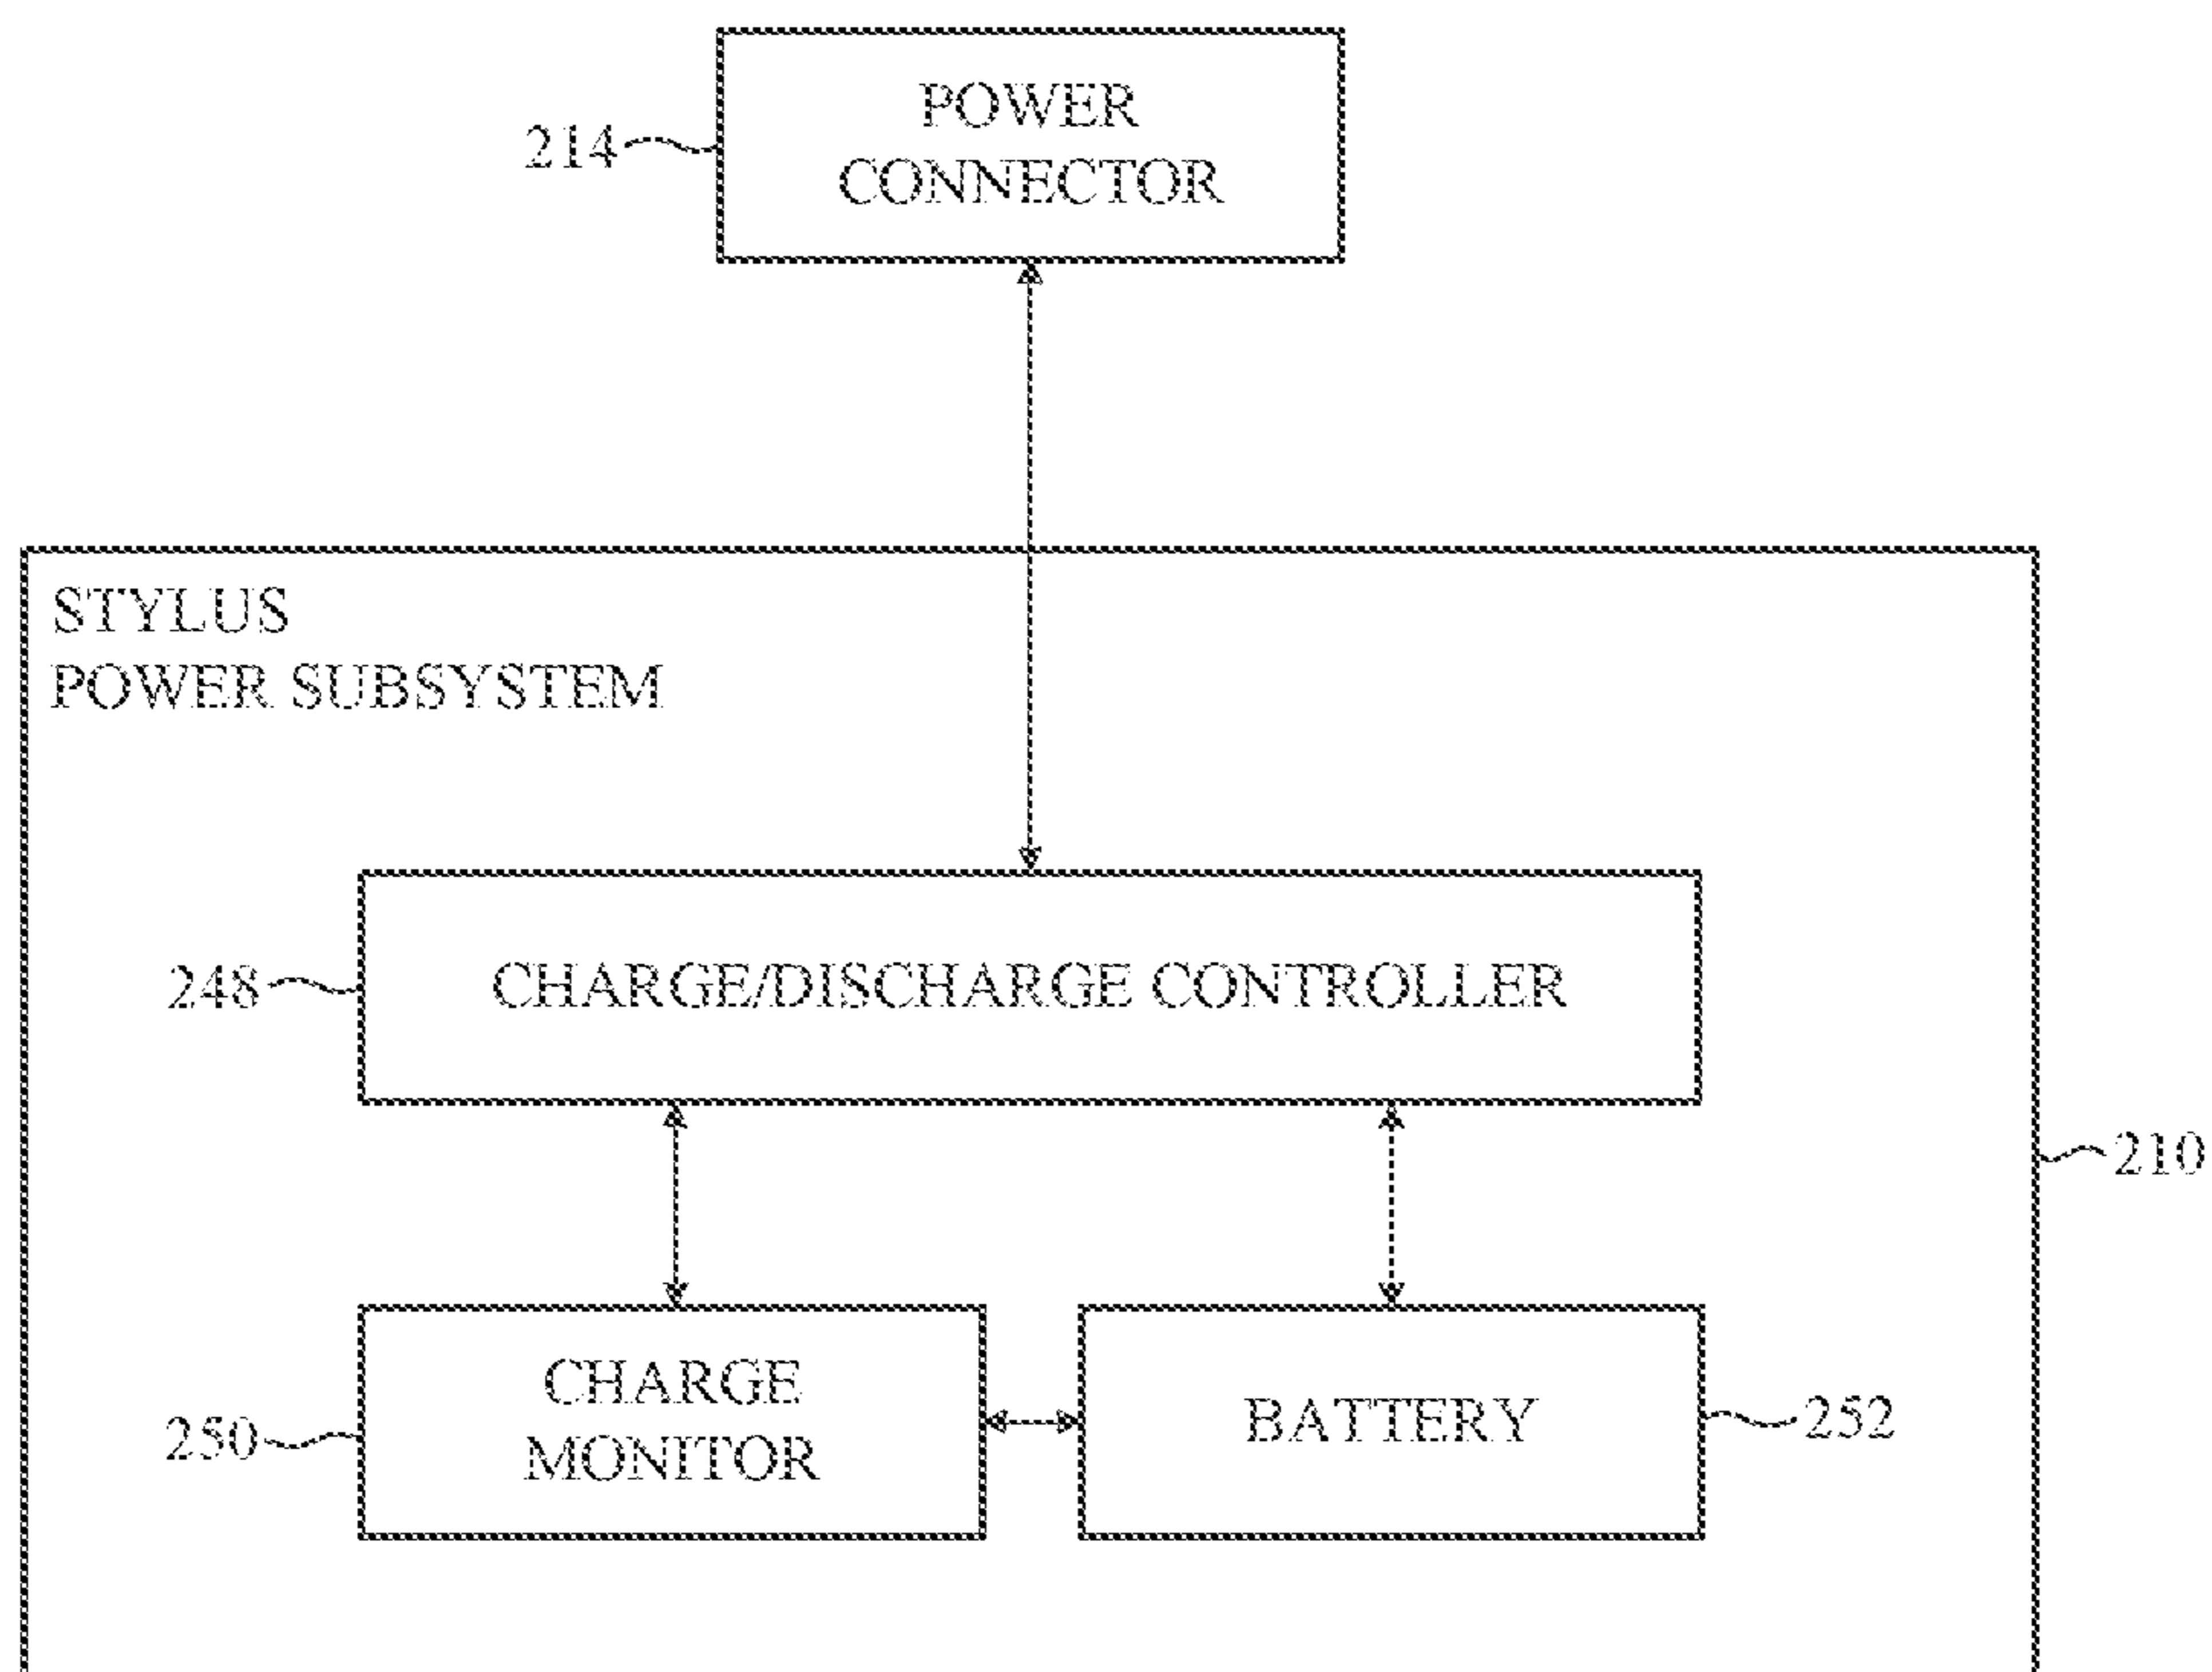 POWER
CONNECTOR
214
STYLUS
POWER SUBSYSTEM
CHARGE/DISCHARGE CONTROLLER
248
210
CHARGE
MONITOR
250
BATTERY
252